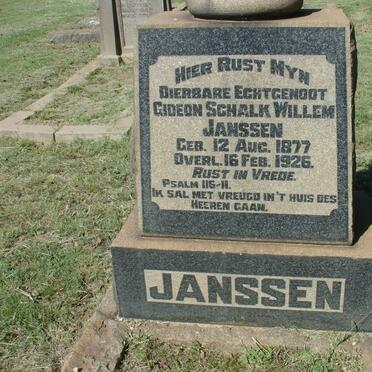 HIER RUST MYN
DIERBARE ECHTGENOOT
GIDEON SCHALK WILLEM
JANSSEN
GEB. 12 AUG. 1877
OVERL. 16 FEB. 1926.
RUST IN VREDE.
PSALM 116-11.
IK SAL MET VREUGD IN'T HUIS DES
HEEREN GAAN.
JANSSEN